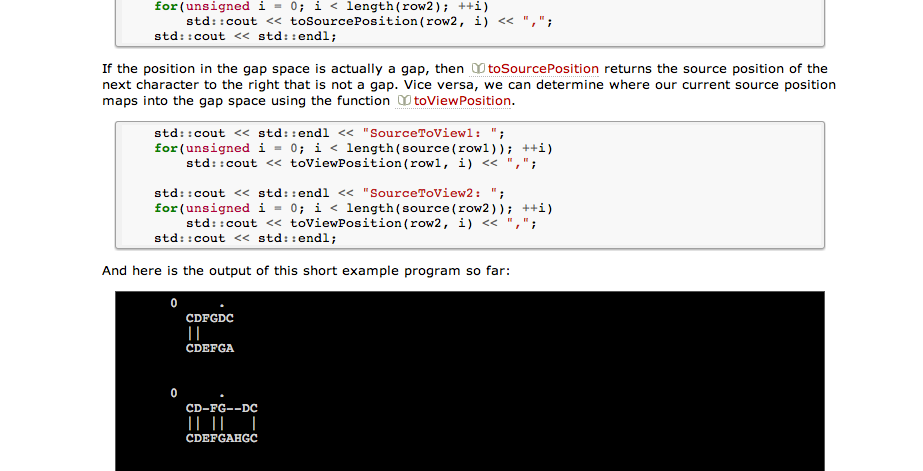 for(unsigned i = 0; i < length(row2); ++i)
std::cout << toSourcePosition(row2, i) << ",";
std::cout << std::endl;
If the position in the gap space is actually a gap, then toSourcePosition returns the source position of the
next character to the right that is not a gap. Vice versa, we can determine where our current source position
maps into the gap space using the function toViewPosition.
std::cout << std::endl << "SourceToView1: ";
for(unsigned i = 0; i < length(source(row1)); ++i)
std::cout << toViewPosition(row1, i) << ",";
std::cout << std::endl << "SourceToView2: ";
for(unsigned i = 0; i < length(source(row2)); ++i)
std::cout << toViewPosition(row2, i) << ",";
std::cout << std::endl;
And here is the output of this short example program so far:
0 .
CDFGDC
||
CDEFGA
0 .
CD-FG--DC
|| || |
CDEFGAHGC